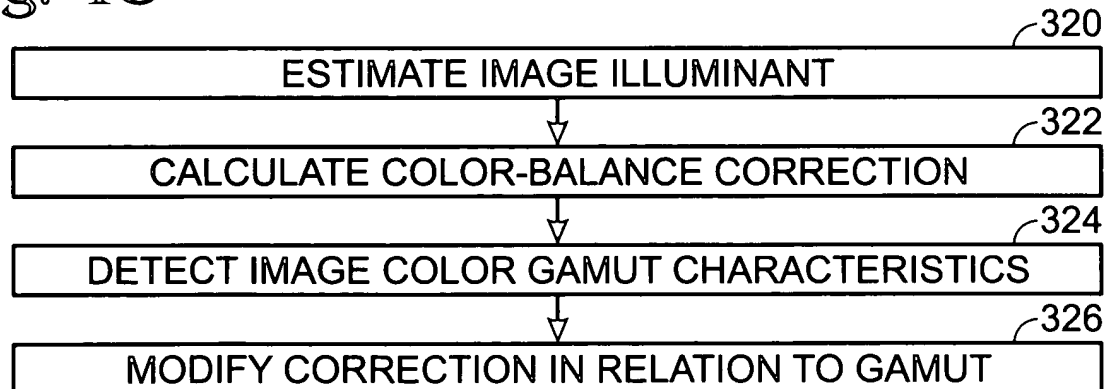 320
ESTIMATE IMAGE ILLUMINANT
322
CALCULATE COLOR-BALANCE CORRECTION
324
DETECT IMAGE COLOR GAMUT CHARACTERISTICS
326
MODIFY CORRECTION IN RELATION TO GAMUT